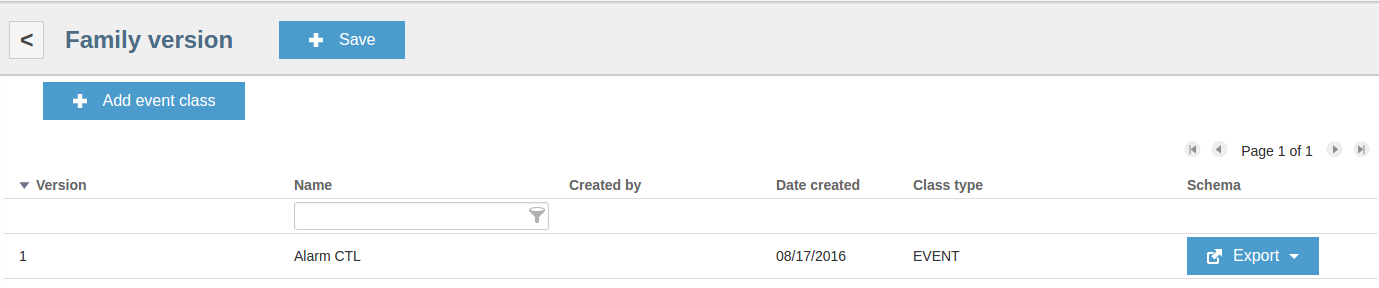 < Family version Save
Add event class
Page 1 of 1
Version Name Created by Date created Class type Schema
1 Alarm CTL 08/17/2016 EVENT Export